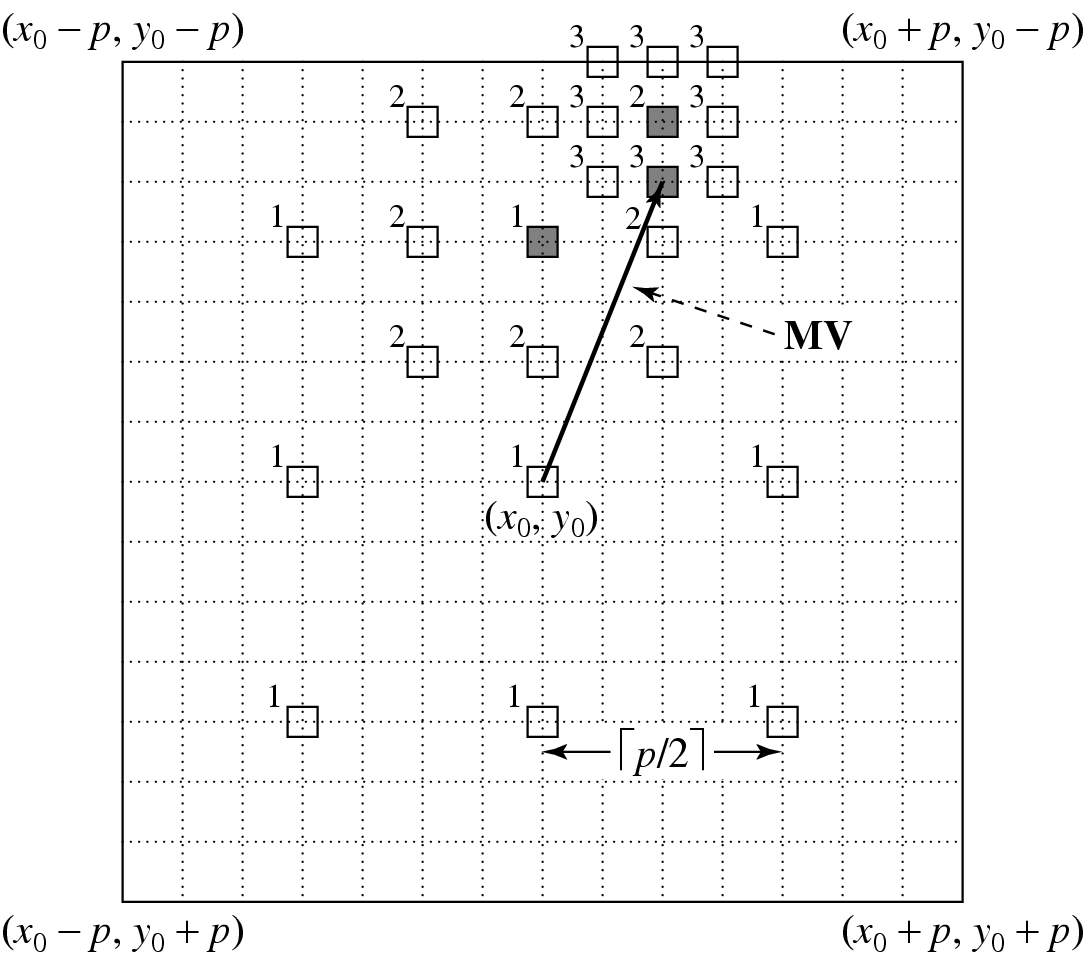 (x₀ − p, y₀ − p) (x₀ + p, y₀ − p)
3 3 3
2 2 3 2 3
3 3 3
1 2 1 2 1
MV
2 2 2
1 1 1
(x₀, y₀)
1 1 1
⌈p/2⌉
(x₀ − p, y₀ + p) (x₀ + p, y₀ + p)